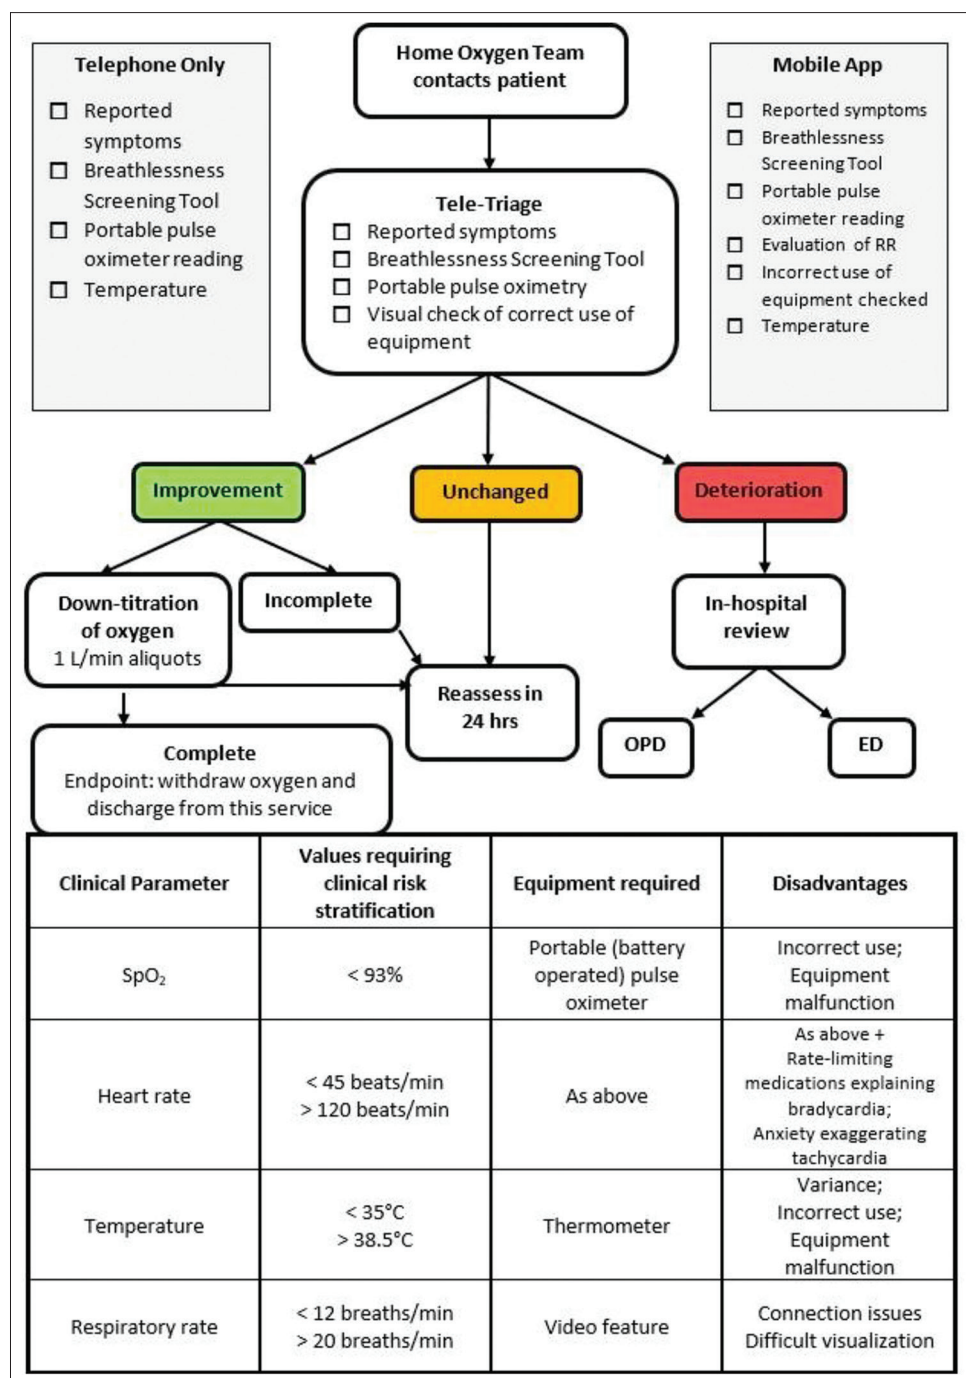 Telephone Only
☐ Reported
symptoms
☐ Breathlessness
Screening Tool
☐ Portable pulse
oximeter reading
☐ Temperature
Home Oxygen Team
contacts patient
Mobile App
☐ Reported symptoms
☐ Breathlessness
Screening Tool
☐ Portable pulse
oximeter reading
☐ Evaluation of RR
☐ Incorrect use of
equipment checked
☐ Temperature
Tele-Triage
☐ Reported symptoms
☐ Breathlessness Screening Tool
☐ Portable pulse oximetry
☐ Visual check of correct use of
equipment
Improvement
Unchanged
Deterioration
Down-titration
of oxygen
1 L/min aliquots
Incomplete
In-hospital
review
Reassess in
24 hrs
OPD
ED
Complete
Endpoint: withdraw oxygen and
discharge from this service
Clinical Parameter
Values requiring
clinical risk
stratification
Equipment required
Disadvantages
SpO₂
< 93%
Portable (battery
operated) pulse
oximeter
Incorrect use;
Equipment
malfunction
Heart rate
< 45 beats/min
> 120 beats/min
As above
As above +
Rate-limiting
medications explaining
bradycardia;
Anxiety exaggerating
tachycardia
Temperature
< 35°C
> 38.5°C
Thermometer
Variance;
Incorrect use;
Equipment
malfunction
Respiratory rate
< 12 breaths/min
> 20 breaths/min
Video feature
Connection issues
Difficult visualization